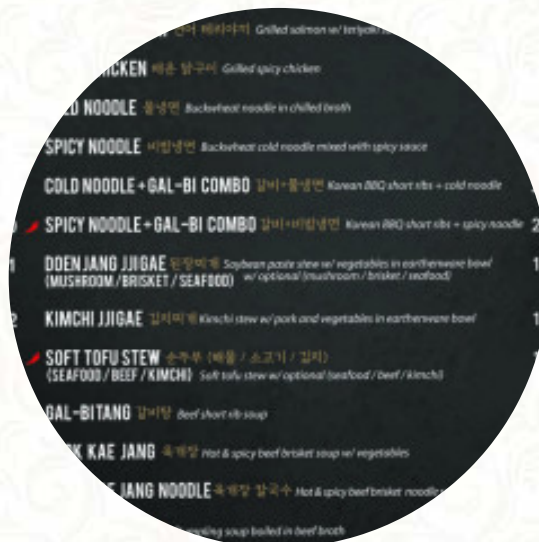 연어 데리야끼 Grilled salmon w/ teriyaki
CKEN 매운 닭구이 Grilled spicy chicken
D NOODLE 물냉면 Buckwheat noodle in chilled broth
SPICY NOODLE 비빔냉면 Buckwheat cold noodle mixed with spicy sauce
COLD NOODLE + GAL-BI COMBO 갈비+물냉면 Korean BBQ short ribs + cold noodle
SPICY NOODLE + GAL-BI COMBO 갈비+비빔냉면 Korean BBQ short ribs + spicy noodle 2
DOENJANG JJIGAE 된장찌개 Soybean paste stew w/ vegetables in earthenware bowl
(MUSHROOM / BRISKET / SEAFOOD) w/ optional (mushroom / brisket / seafood)
KIMCHI JJIGAE 김치찌개 Kimchi stew w/ pork and vegetables in earthenware bowl
SOFT TOFU STEW 순두부 (해물 / 소고기 / 김치)
(SEAFOOD / BEEF / KIMCHI) Soft tofu stew w/ optional (seafood / beef / kimchi)
GAL-BITANG 갈비탕 Beef short rib soup
K KAE JANG 육개장 Hot & spicy beef brisket soup w/ vegetables
JANG NOODLE 육개장 칼국수 Hot & spicy beef brisket noodle
soup boiled in beef broth